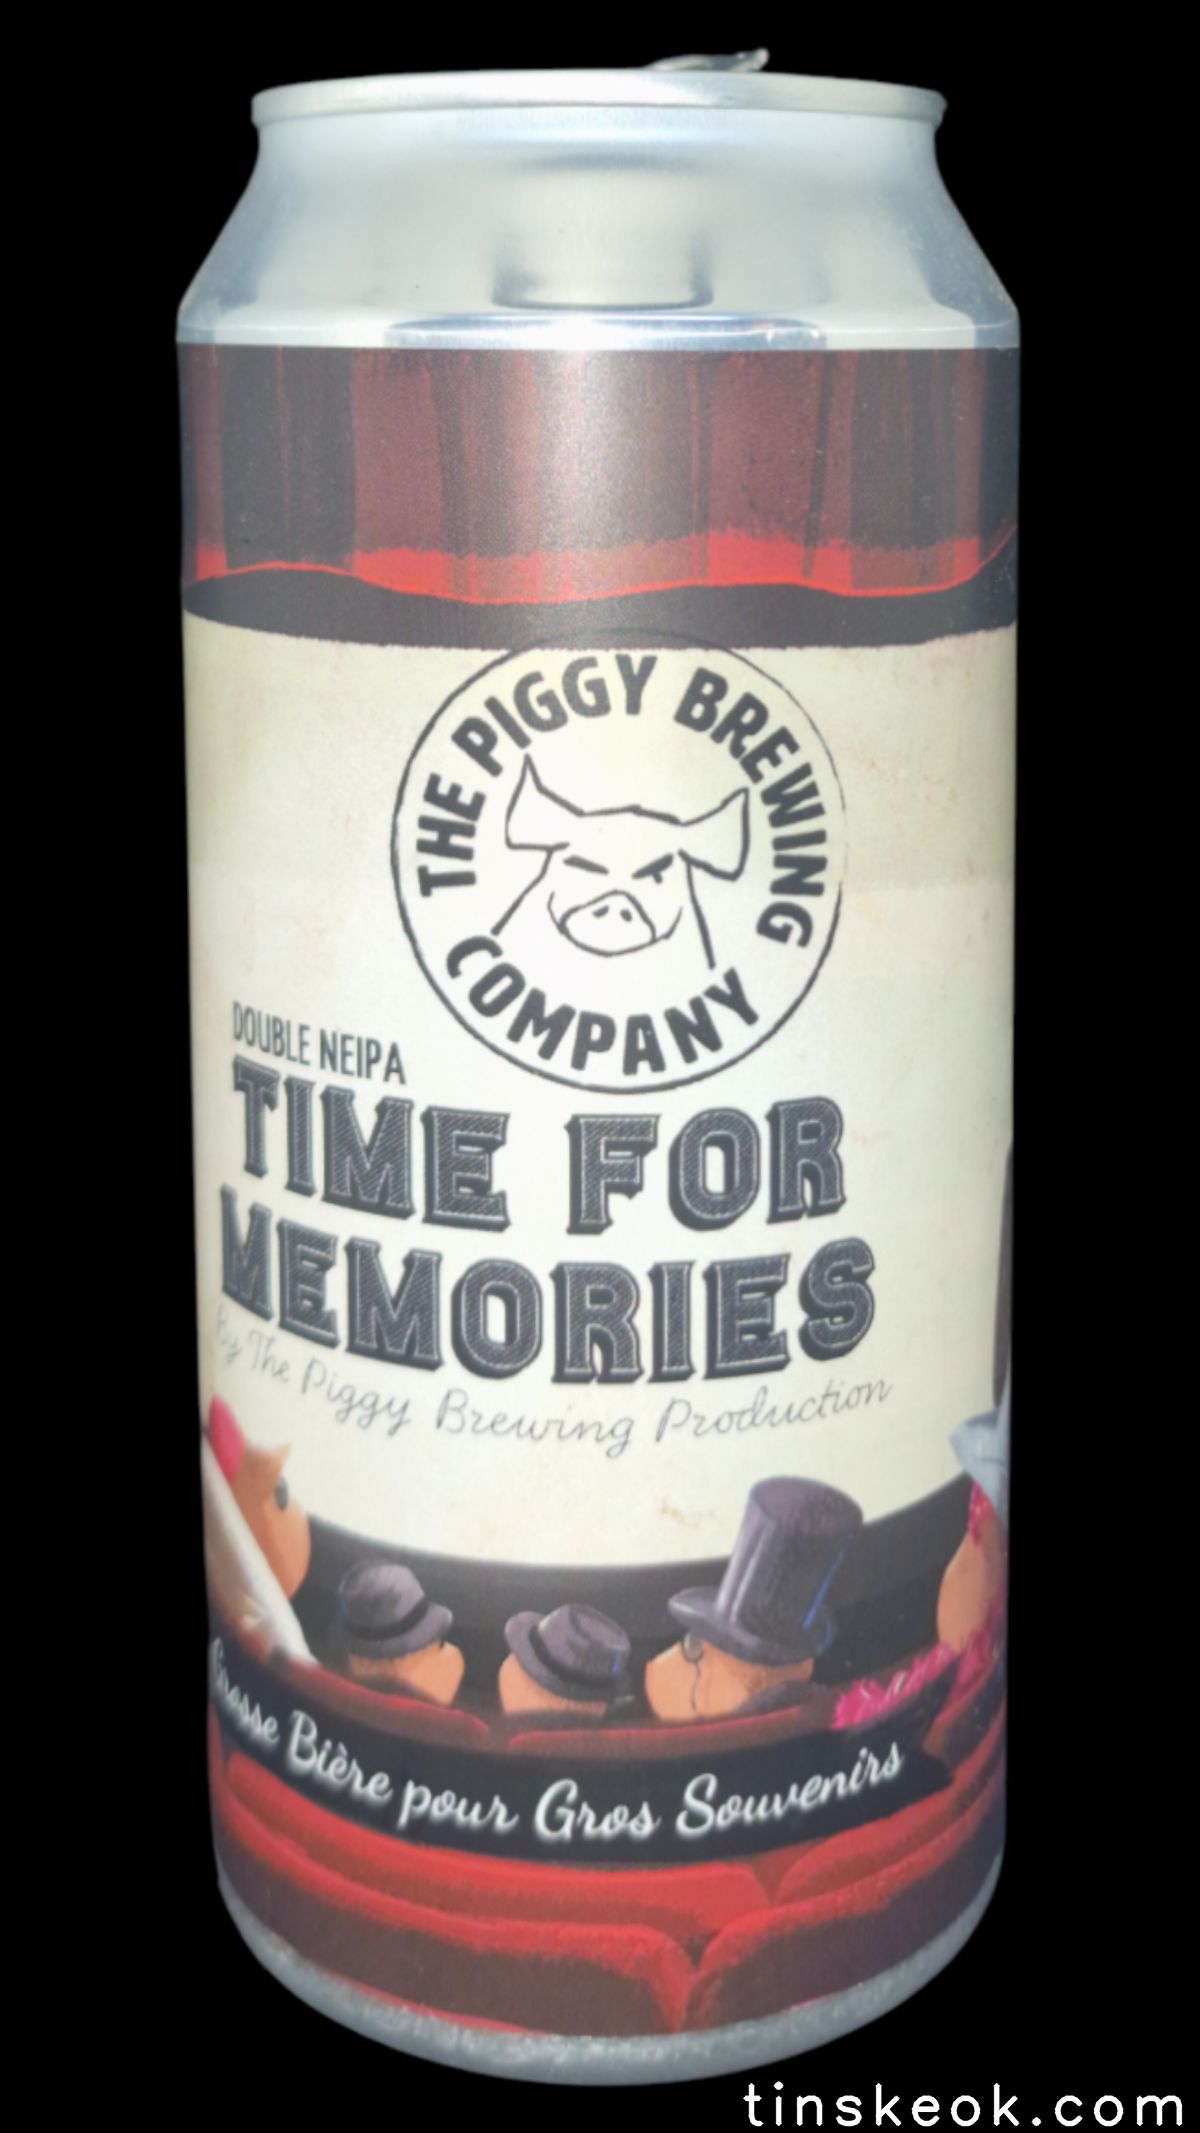 THE PIGGY BREWING
COMPANY
DOUBLE NEIPA
TIME FOR
MEMORIES
By The Piggy Brewing Production
Grosse Bière pour Gros Souvenirs
tinskeok.com